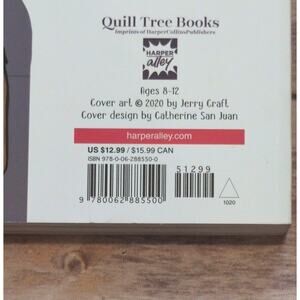 Quill Tree Books
Imprints of HarperCollinsPublishers
HARPER
alley
Ages 8-12
Cover art © 2020 by Jerry Craft
Cover design by Catherine San Juan
harperalley.com
US $12.99 / $15.99 CAN
ISBN 978-0-06-288550-0
51299
9 780062 885500
1020